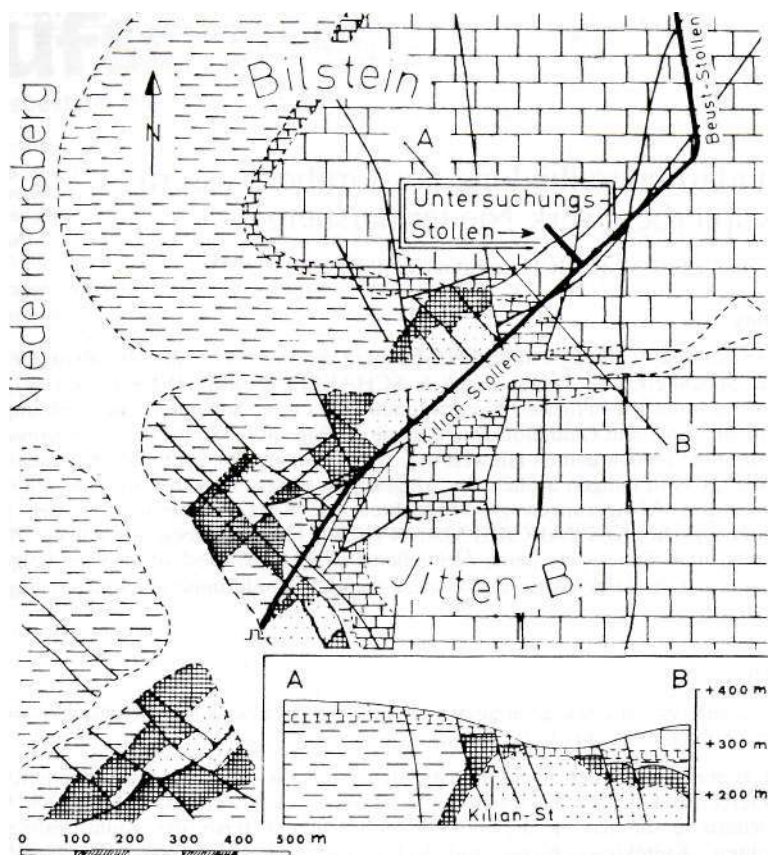 Niedermarsberg
N
Bilstein
A
Untersuchungs-
Stollen
Beust-Stollen
Kilian-Stollen
B
Jitten-B.
A
B
+400 m
+300 m
+200 m
Kilian-St
0 100 200 300 400 500 m